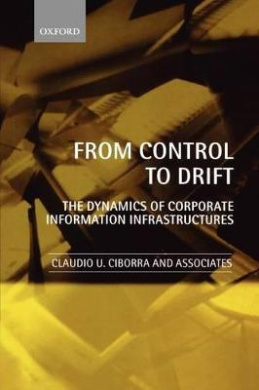 OXFORD
FROM CONTROL
TO DRIFT
THE DYNAMICS OF CORPORATE
INFORMATION INFRASTRUCTURES
CLAUDIO U. CIBORRA AND ASSOCIATES